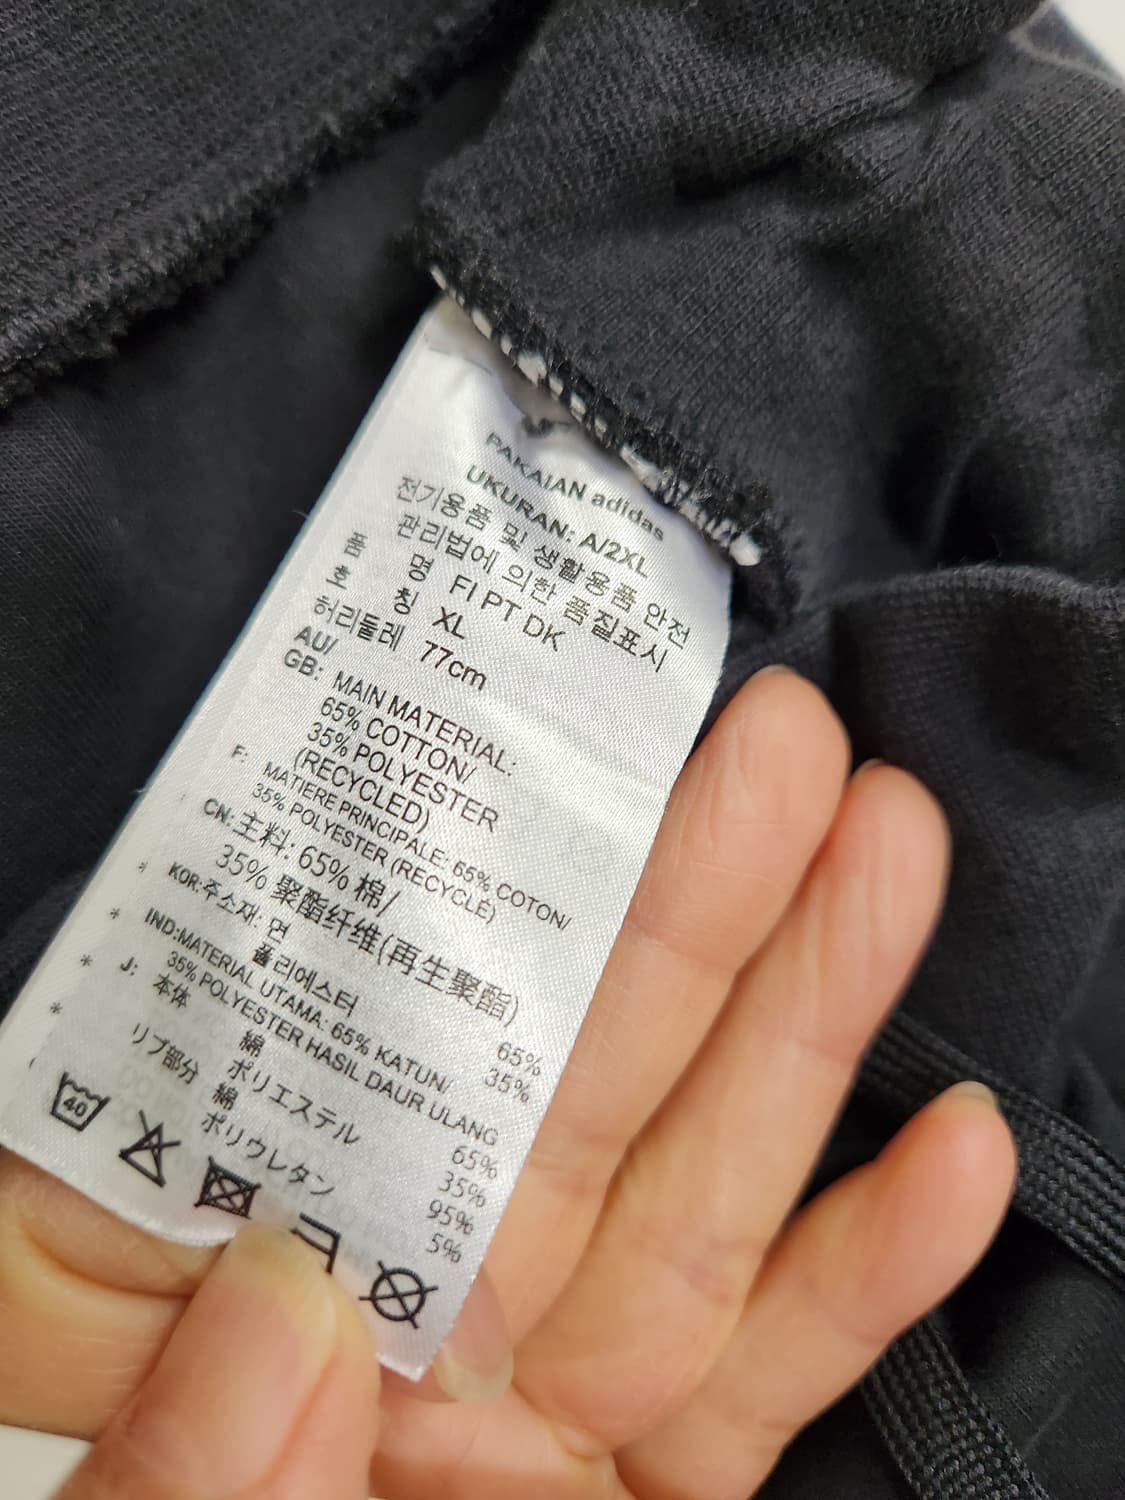 PAKAIAN adidas
UKURAN: A/2XL
전기용품 및 생활용품 안전
관리법에 의한 품질표시
품 명 FI PT DK
호 칭 XL
허리둘레 77cm
AU/
GB: MAIN MATERIAL:
65% COTTON/
35% POLYESTER
(RECYCLED)
F: MATIERE PRINCIPALE: 65% COTON/
35% POLYESTER (RECYCLÉ)
CN: 主料: 65% 棉/
35% 聚酯纤维(再生聚酯)
* KOR: 주소재: 면 65%
* 폴리에스터 35%
IND:MATERIAL UTAMA: 65% KATUN/
35% POLYESTER HASIL DAUR ULANG
* J: 本体 綿 65%
* ポリエステル 35%
リブ部分 綿 95%
ポリウレタン 5%
40